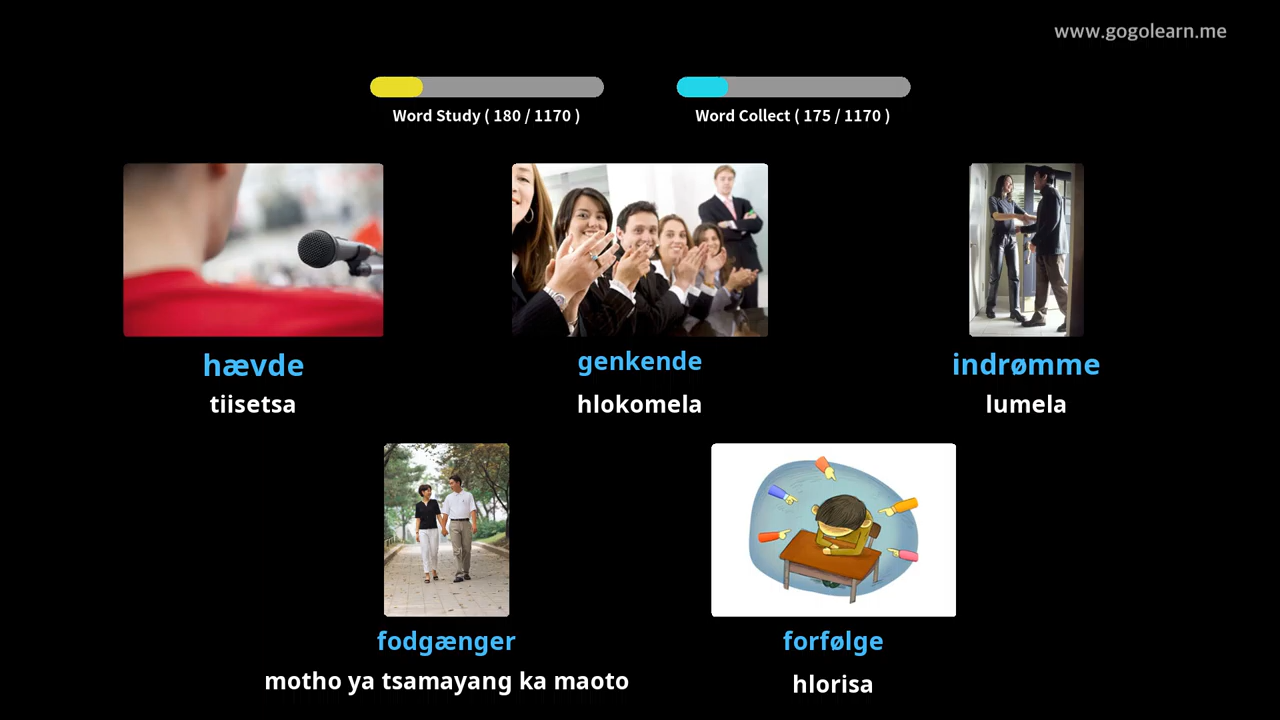 www.gogolearn.me
Word Study ( 180 / 1170 )
Word Collect ( 175 / 1170 )
hævde
genkende
indrømme
tiisetsa
hlokomela
lumela
fodgænger
forfølge
motho ya tsamayang ka maoto
hlorisa